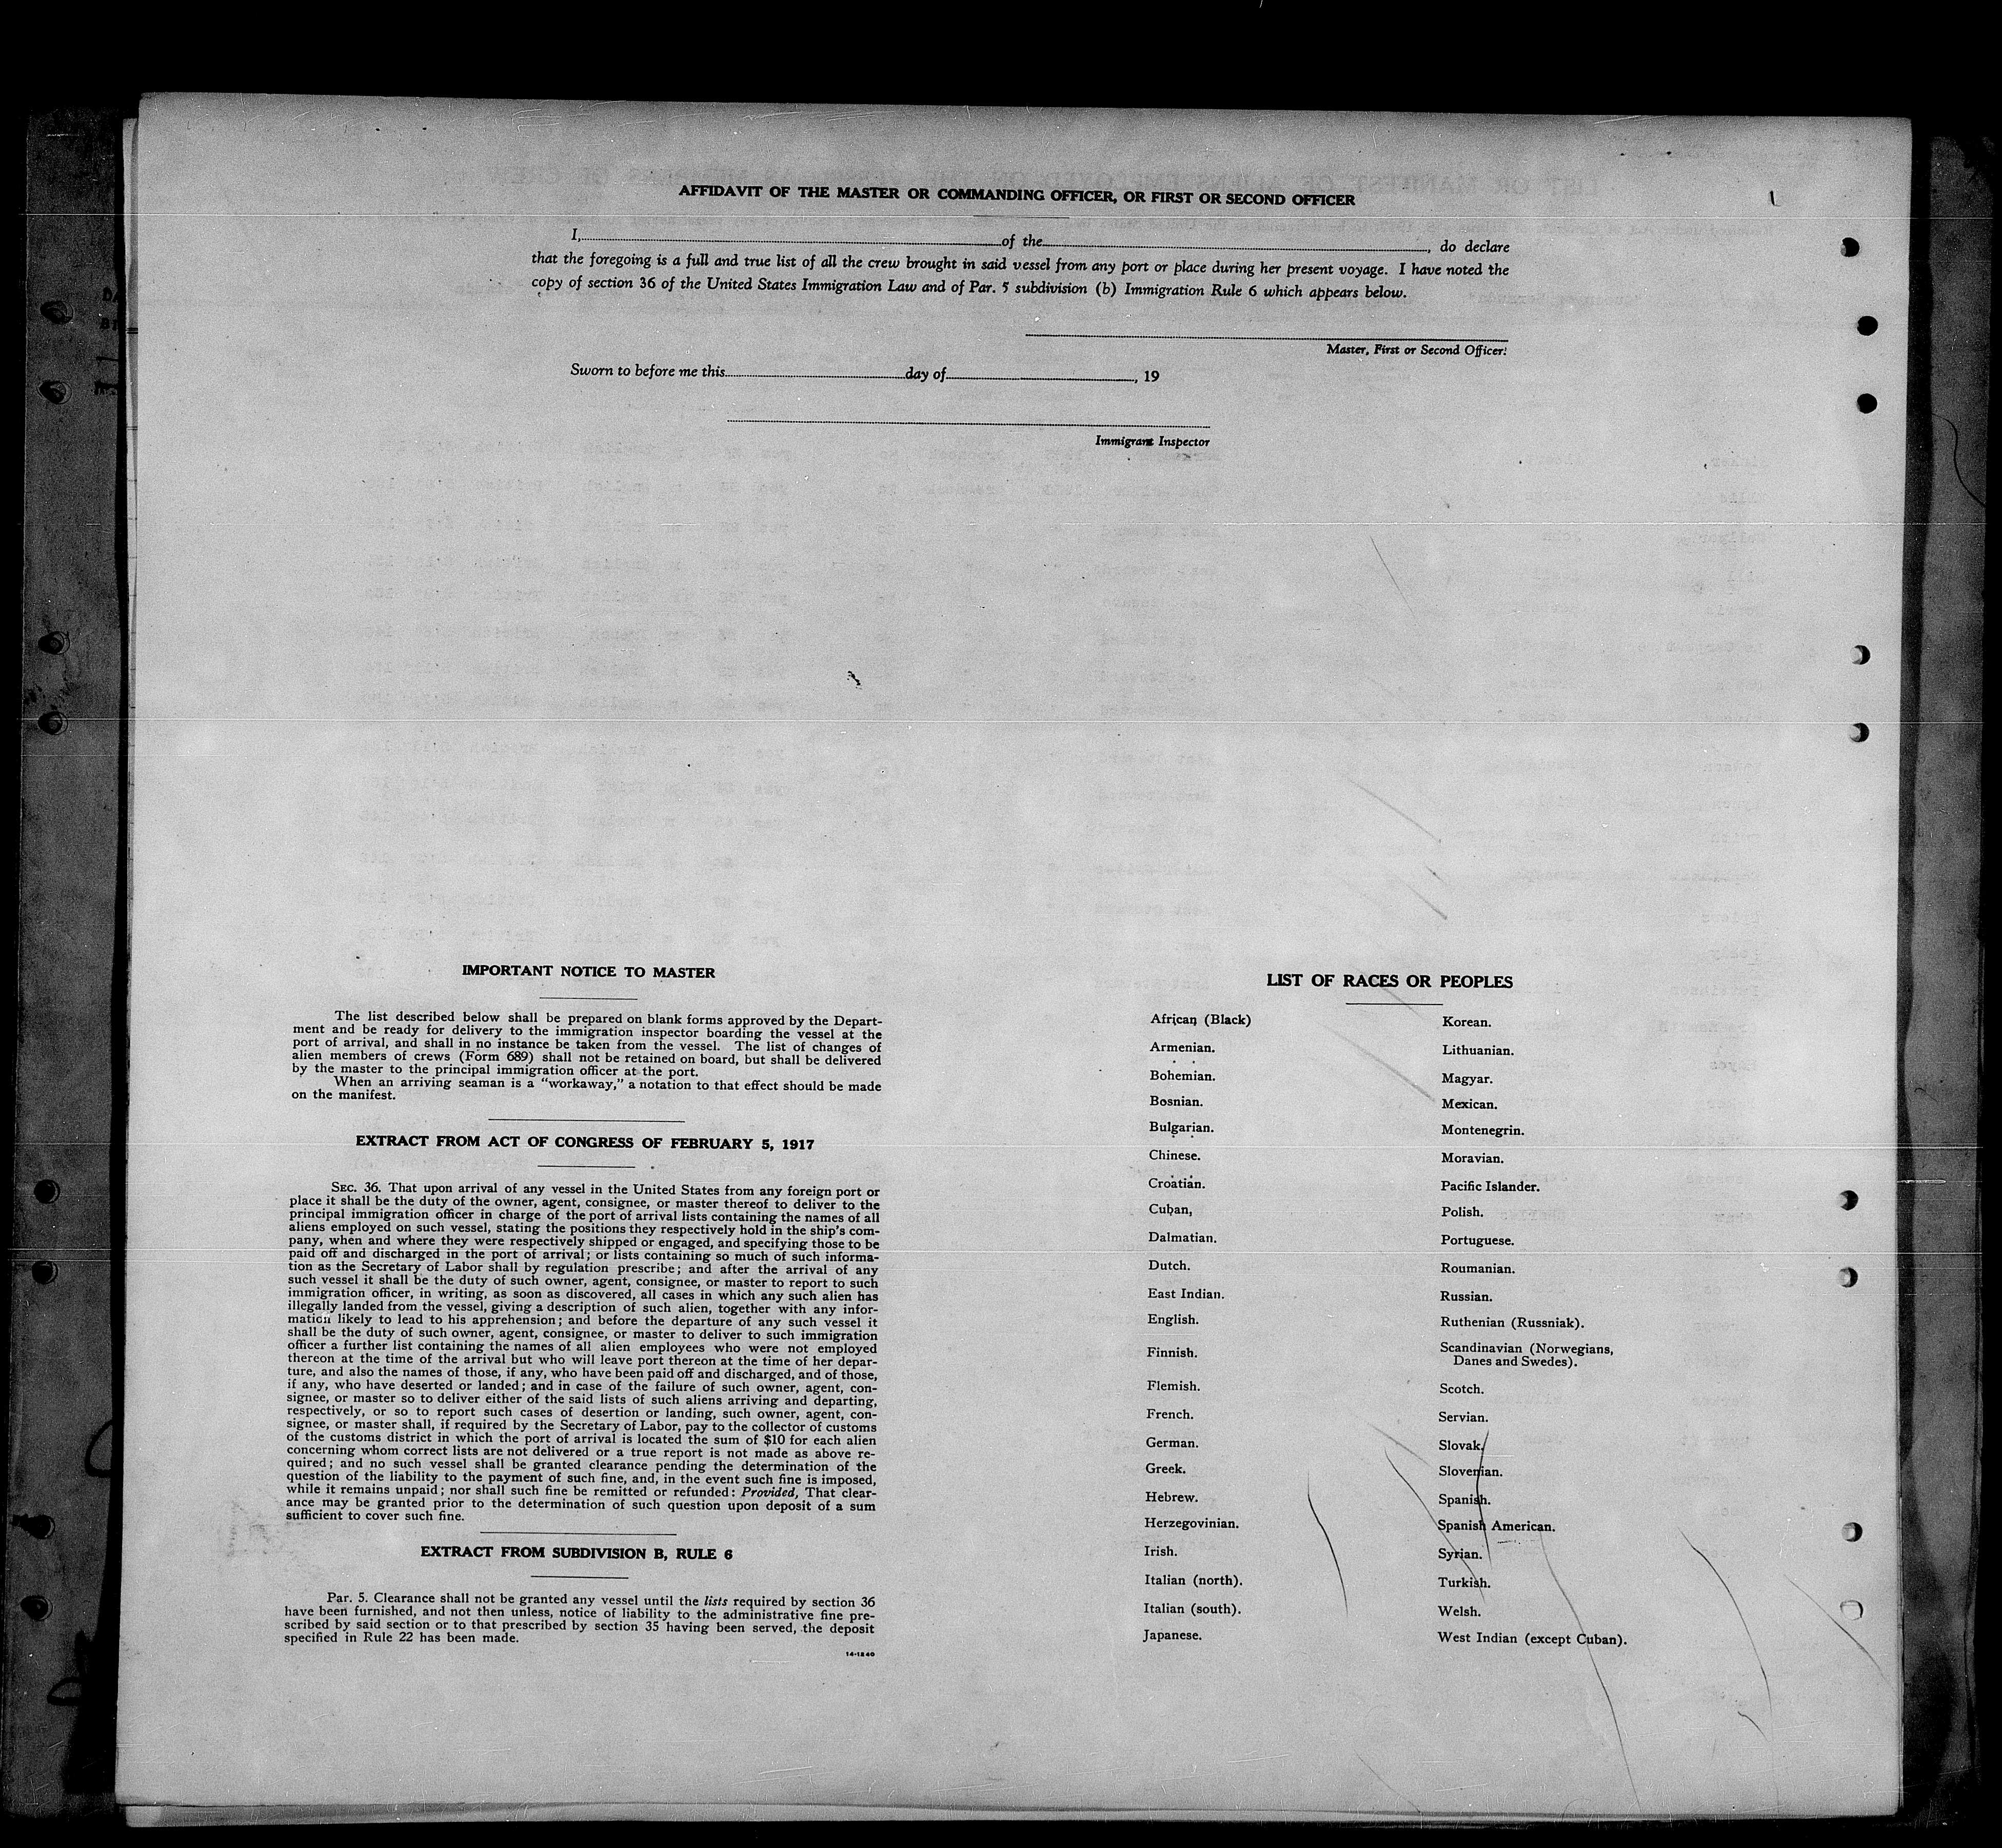 AFFIDAVIT OF THE MASTER OR COMMANDING OFFICER, OR FIRST OR SECOND OFFICER
I, of the , do declare
that the foregoing is a full and true list of all the crew brought in said vessel from any port or place during her present voyage. I have noted the
copy of section 36 of the United States Immigration Law and of Par. 5 subdivision (b) Immigration Rule 6 which appears below.
Master, First or Second Officer.
Sworn to before me this day of , 19
Immigrant Inspector
IMPORTANT NOTICE TO MASTER
The list described below shall be prepared on blank forms approved by the Depart-
ment and be ready for delivery to the immigration inspector boarding the vessel at the
port of arrival, and shall in no instance be taken from the vessel. The list of changes of
alien members of crews (Form 689) shall not be retained on board, but shall be delivered
by the master to the principal immigration officer at the port.
When an arriving seaman is a "workaway," a notation to that effect should be made
on the manifest.
EXTRACT FROM ACT OF CONGRESS OF FEBRUARY 5, 1917
SEC. 36. That upon arrival of any vessel in the United States from any foreign port or
place it shall be the duty of the owner, agent, consignee, or master thereof to deliver to the
principal immigration officer in charge of the port of arrival lists containing the names of all
aliens employed on such vessel, stating the positions they respectively hold in the ship's com-
pany, when and where they were respectively shipped or engaged, and specifying those to be
paid off and discharged in the port of arrival; or lists containing so much of such informa-
tion as the Secretary of Labor shall by regulation prescribe; and after the arrival of any
such vessel it shall be the duty of such owner, agent, consignee, or master to report to such
immigration officer, in writing, as soon as discovered, all cases in which any such alien has
illegally landed from the vessel, giving a description of such alien, together with any infor-
mation likely to lead to his apprehension; and before the departure of any such vessel it
shall be the duty of such owner, agent, consignee, or master to deliver to such immigration
officer a further list containing the names of all alien employees who were not employed
thereon at the time of the arrival but who will leave port thereon at the time of her depar-
ture, and also the names of those, if any, who have been paid off and discharged, and of those,
if any, who have deserted or landed; and in case of the failure of such owner, agent, con-
signee, or master so to deliver either of the said lists of such aliens arriving and departing,
respectively, or so to report such cases of desertion or landing, such owner, agent, con-
signee, or master shall, if required by the Secretary of Labor, pay to the collector of customs
of the customs district in which the port of arrival is located the sum of $10 for each alien
concerning whom correct lists are not delivered or a true report is not made as above re-
quired; and no such vessel shall be granted clearance pending the determination of the
question of the liability to the payment of such fine, and, in the event such fine is imposed,
while it remains unpaid; nor shall such fine be remitted or refunded: Provided, That clear-
ance may be granted prior to the determination of such question upon deposit of a sum
sufficient to cover such fine.
EXTRACT FROM SUBDIVISION B, RULE 6
Par. 5. Clearance shall not be granted any vessel until the lists required by section 36
have been furnished, and not then unless, notice of liability to the administrative fine pre-
scribed by said section or to that prescribed by section 35 having been served, the deposit
specified in Rule 22 has been made.
14-1240
LIST OF RACES OR PEOPLES
African (Black)
Armenian.
Bohemian.
Bosnian.
Bulgarian.
Chinese.
Croatian.
Cuban,
Dalmatian.
Dutch.
East Indian.
English.
Finnish.
Flemish.
French.
German.
Greek.
Hebrew.
Herzegovinian.
Irish.
Italian (north).
Italian (south).
Japanese.
Korean.
Lithuanian.
Magyar.
Mexican.
Montenegrin.
Moravian.
Pacific Islander.
Polish.
Portuguese.
Roumanian.
Russian.
Ruthenian (Russniak).
Scandinavian (Norwegians,
Danes and Swedes).
Scotch.
Servian.
Slovak.
Slovenian.
Spanish.
Spanish American.
Syrian.
Turkish.
Welsh.
West Indian (except Cuban).